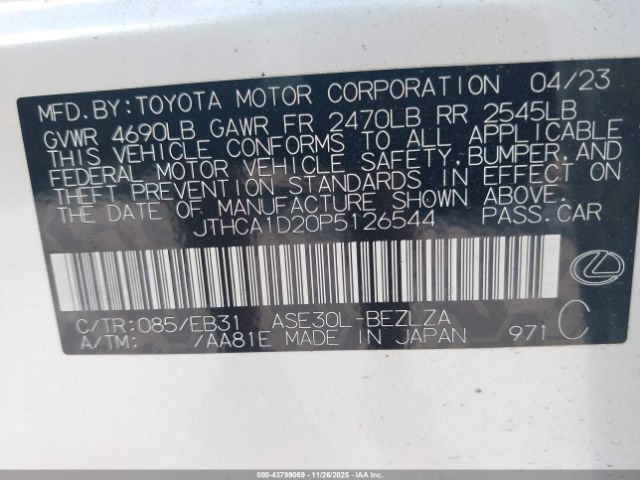 MFD. BY: TOYOTA MOTOR CORPORATION 04/23
GVWR 4690LB GAWR FR 2470LB RR 2545LB
THIS VEHICLE CONFORMS TO ALL APPLICABLE
FEDERAL MOTOR VEHICLE SAFETY, BUMPER, AND
THEFT PREVENTION STANDARDS IN EFFECT ON
THE DATE OF MANUFACTURE SHOWN ABOVE.
JTHCA1D20P5126544 PASS.CAR
C/TR: 085/EB31 ASE30L-BEZLZA
A/TM: /AA81E MADE IN JAPAN 971 C
000-43799069 - 11/26/2025 - IAAI.COM